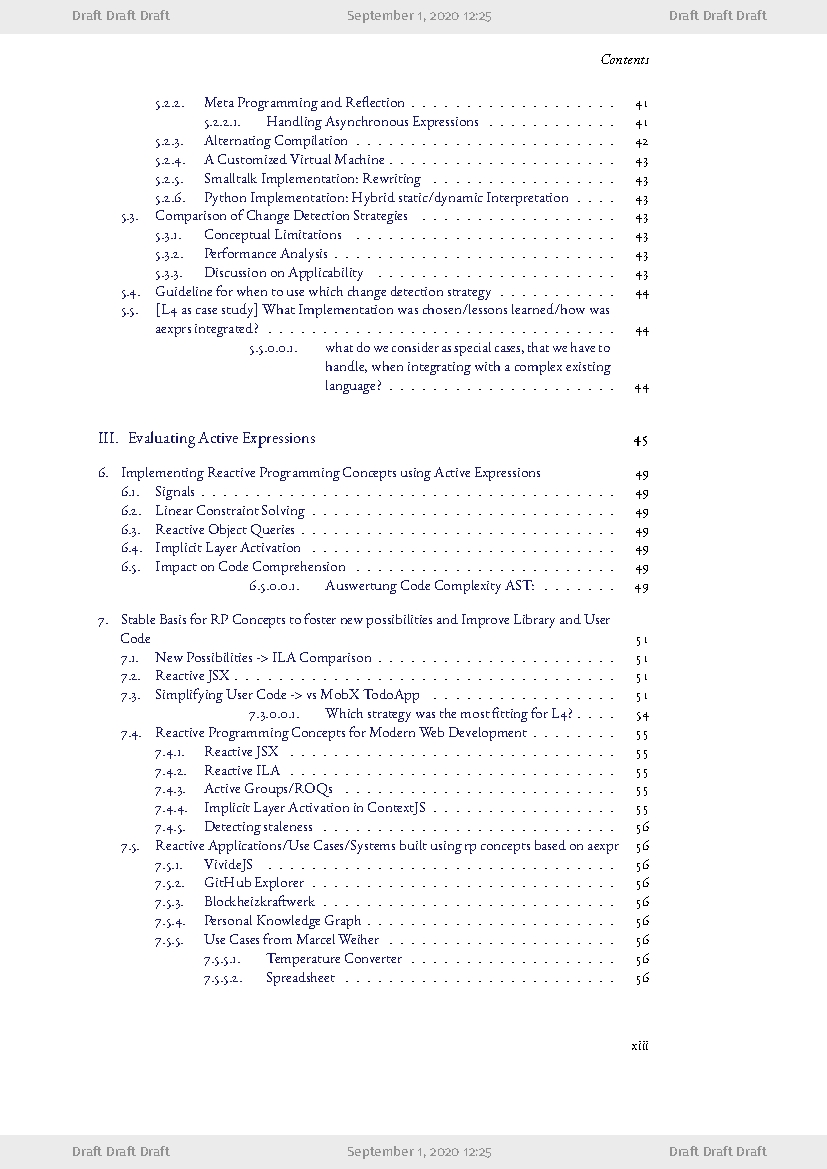 Draft Draft Draft September 1, 2020 12:25 Draft Draft Draft
Contents
5.2.2. Meta Programming and Reflection . . . . . . . . . . . . . . . . . . . 41
5.2.2.1. Handling Asynchronous Expressions . . . . . . . . . . . . 41
5.2.3. Alternating Compilation . . . . . . . . . . . . . . . . . . . . . . . . 42
5.2.4. A Customized Virtual Machine . . . . . . . . . . . . . . . . . . . . . 43
5.2.5. Smalltalk Implementation: Rewriting . . . . . . . . . . . . . . . . . 43
5.2.6. Python Implementation: Hybrid static/dynamic Interpretation . . . . 43
5.3. Comparison of Change Detection Strategies . . . . . . . . . . . . . . . . . . 43
5.3.1. Conceptual Limitations . . . . . . . . . . . . . . . . . . . . . . . . 43
5.3.2. Performance Analysis . . . . . . . . . . . . . . . . . . . . . . . . . . 43
5.3.3. Discussion on Applicability . . . . . . . . . . . . . . . . . . . . . . 43
5.4. Guideline for when to use which change detection strategy . . . . . . . . . . . 44
5.5. [L4 as case study] What Implementation was chosen/lessons learned/how was
aexprs integrated? . . . . . . . . . . . . . . . . . . . . . . . . . . . . . . . . 44
5.5.0.0.1. what do we consider as special cases, that we have to
handle, when integrating with a complex existing
language? . . . . . . . . . . . . . . . . . . . . . 44
III. Evaluating Active Expressions 45
6. Implementing Reactive Programming Concepts using Active Expressions 49
6.1. Signals . . . . . . . . . . . . . . . . . . . . . . . . . . . . . . . . . . . . . . 49
6.2. Linear Constraint Solving . . . . . . . . . . . . . . . . . . . . . . . . . . . . 49
6.3. Reactive Object Queries . . . . . . . . . . . . . . . . . . . . . . . . . . . . . 49
6.4. Implicit Layer Activation . . . . . . . . . . . . . . . . . . . . . . . . . . . . 49
6.5. Impact on Code Comprehension . . . . . . . . . . . . . . . . . . . . . . . . 49
6.5.0.0.1. Auswertung Code Complexity AST: . . . . . . . 49
7. Stable Basis for RP Concepts to foster new possibilities and Improve Library and User
Code 51
7.1. New Possibilities -> ILA Comparison . . . . . . . . . . . . . . . . . . . . . . 51
7.2. Reactive JSX . . . . . . . . . . . . . . . . . . . . . . . . . . . . . . . . . . . 51
7.3. Simplifying User Code -> vs MobX TodoApp . . . . . . . . . . . . . . . . . 51
7.3.0.0.1. Which strategy was the most fitting for L4? . . . . 54
7.4. Reactive Programming Concepts for Modern Web Development . . . . . . . . 55
7.4.1. Reactive JSX . . . . . . . . . . . . . . . . . . . . . . . . . . . . . . 55
7.4.2. Reactive ILA . . . . . . . . . . . . . . . . . . . . . . . . . . . . . . 55
7.4.3. Active Groups/ROQs . . . . . . . . . . . . . . . . . . . . . . . . . 55
7.4.4. Implicit Layer Activation in ContextJS . . . . . . . . . . . . . . . . . 55
7.4.5. Detecting staleness . . . . . . . . . . . . . . . . . . . . . . . . . . . 56
7.5. Reactive Applications/Use Cases/Systems built using rp concepts based on aexpr 56
7.5.1. VivideJS . . . . . . . . . . . . . . . . . . . . . . . . . . . . . . . . 56
7.5.2. GitHub Explorer . . . . . . . . . . . . . . . . . . . . . . . . . . . . 56
7.5.3. Blockheizkraftwerk . . . . . . . . . . . . . . . . . . . . . . . . . . . 56
7.5.4. Personal Knowledge Graph . . . . . . . . . . . . . . . . . . . . . . . 56
7.5.5. Use Cases from Marcel Weiher . . . . . . . . . . . . . . . . . . . . . 56
7.5.5.1. Temperature Converter . . . . . . . . . . . . . . . . . . . 56
7.5.5.2. Spreadsheet . . . . . . . . . . . . . . . . . . . . . . . . . 56
xiii
Draft Draft Draft September 1, 2020 12:25 Draft Draft Draft